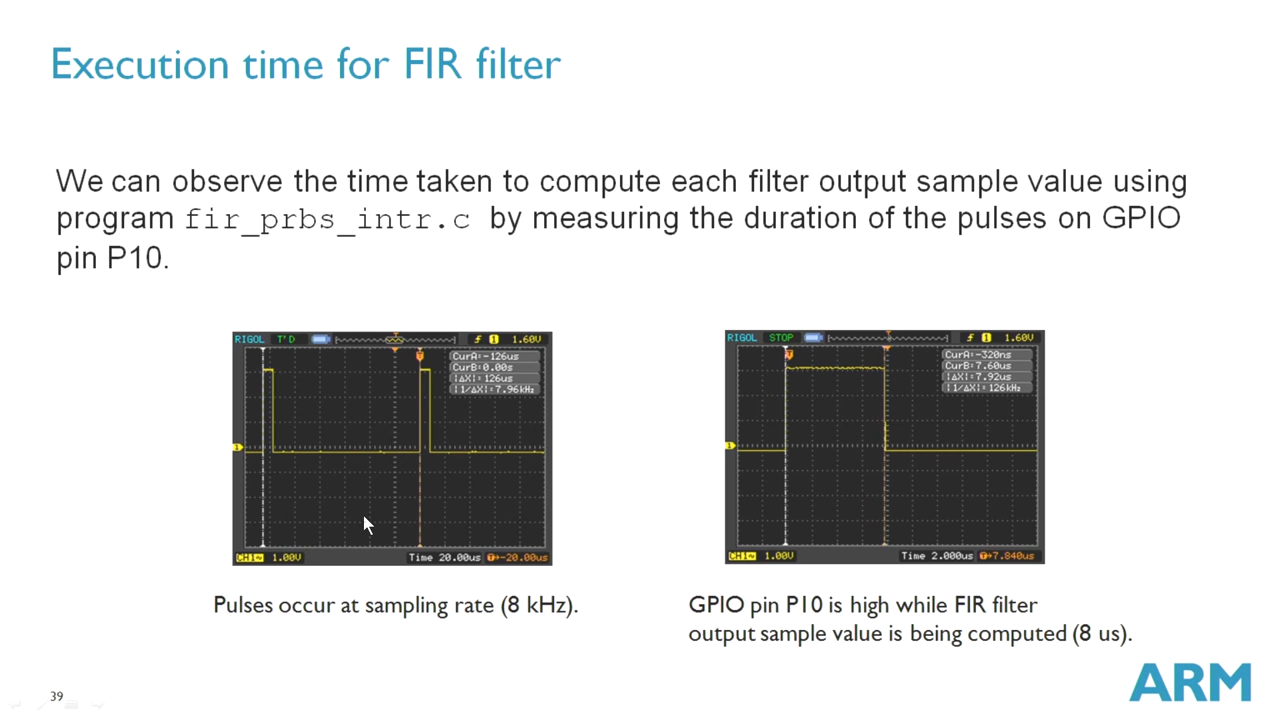 Execution time for FIR filter
We can observe the time taken to compute each filter output sample value using
program fir_prbs_intr.c by measuring the duration of the pulses on GPIO
pin P10.
RIGOL T'D 1 1.60V
CurA:-126us
CurB:0.00s
|ΔX|:126us
|1/ΔX|:7.96kHz
1
CH1 1.00V Time 20.00us T→-20.00us
RIGOL STOP 1 1.60V
CurA:-320ns
CurB:7.60us
|ΔX|:7.92us
|1/ΔX|:126kHz
1
CH1 1.00V Time 2.000us T→7.840us
Pulses occur at sampling rate (8 kHz).
GPIO pin P10 is high while FIR filter
output sample value is being computed (8 us).
39
ARM